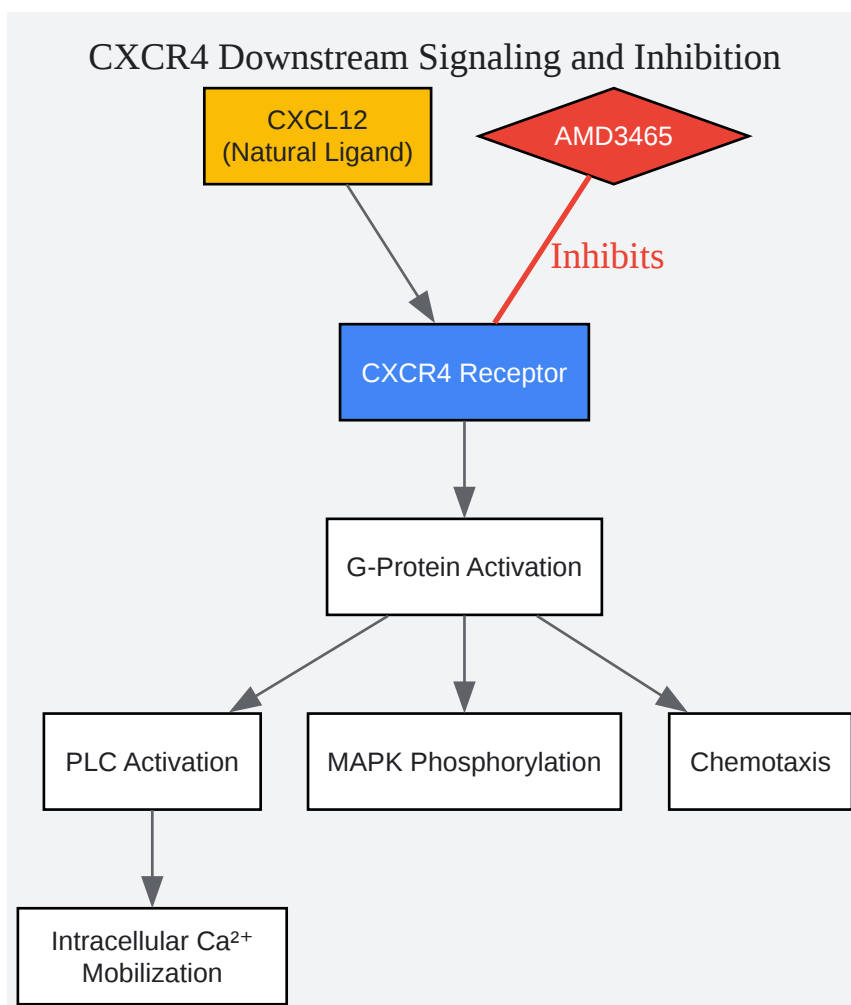 CXCR4 Downstream Signaling and Inhibition
CXCL12
(Natural Ligand)
AMD3465
Inhibits
CXCR4 Receptor
G-Protein Activation
PLC Activation
MAPK Phosphorylation
Chemotaxis
Intracellular Ca²⁺
Mobilization